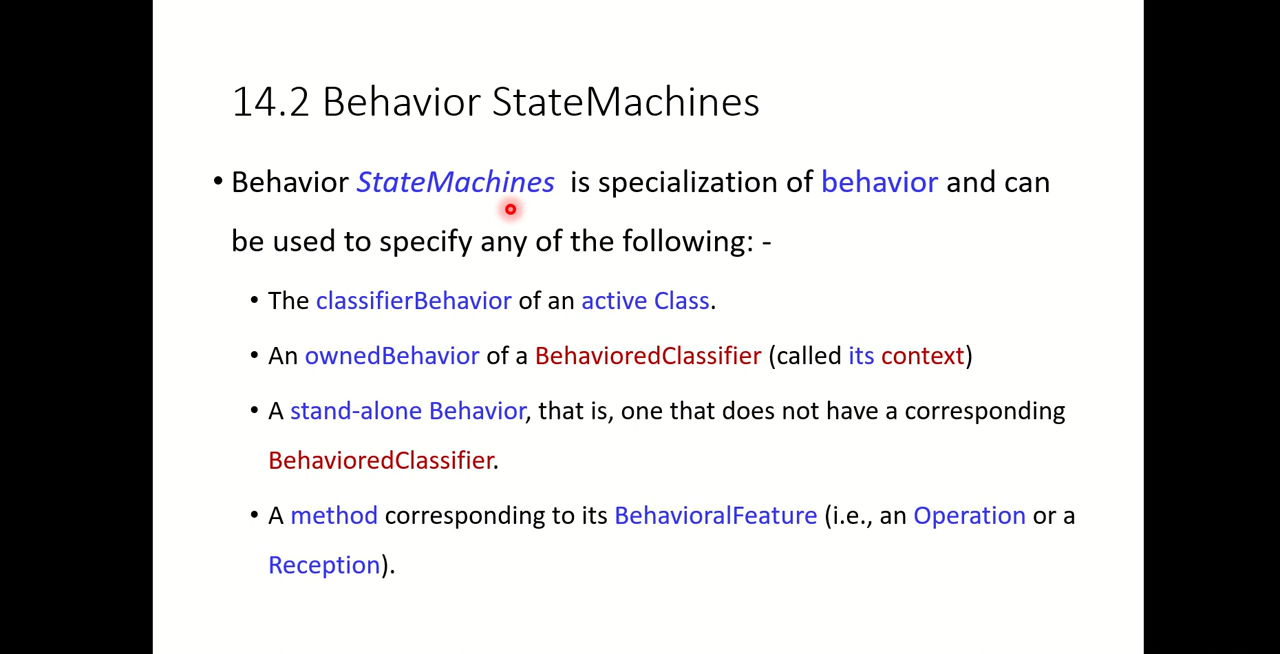 14.2 Behavior StateMachines
• Behavior StateMachines is specialization of behavior and can
be used to specify any of the following: -
• The classifierBehavior of an active Class.
• An ownedBehavior of a BehavioredClassifier (called its context)
• A stand-alone Behavior, that is, one that does not have a corresponding
BehavioredClassifier.
• A method corresponding to its BehavioralFeature (i.e., an Operation or a
Reception).